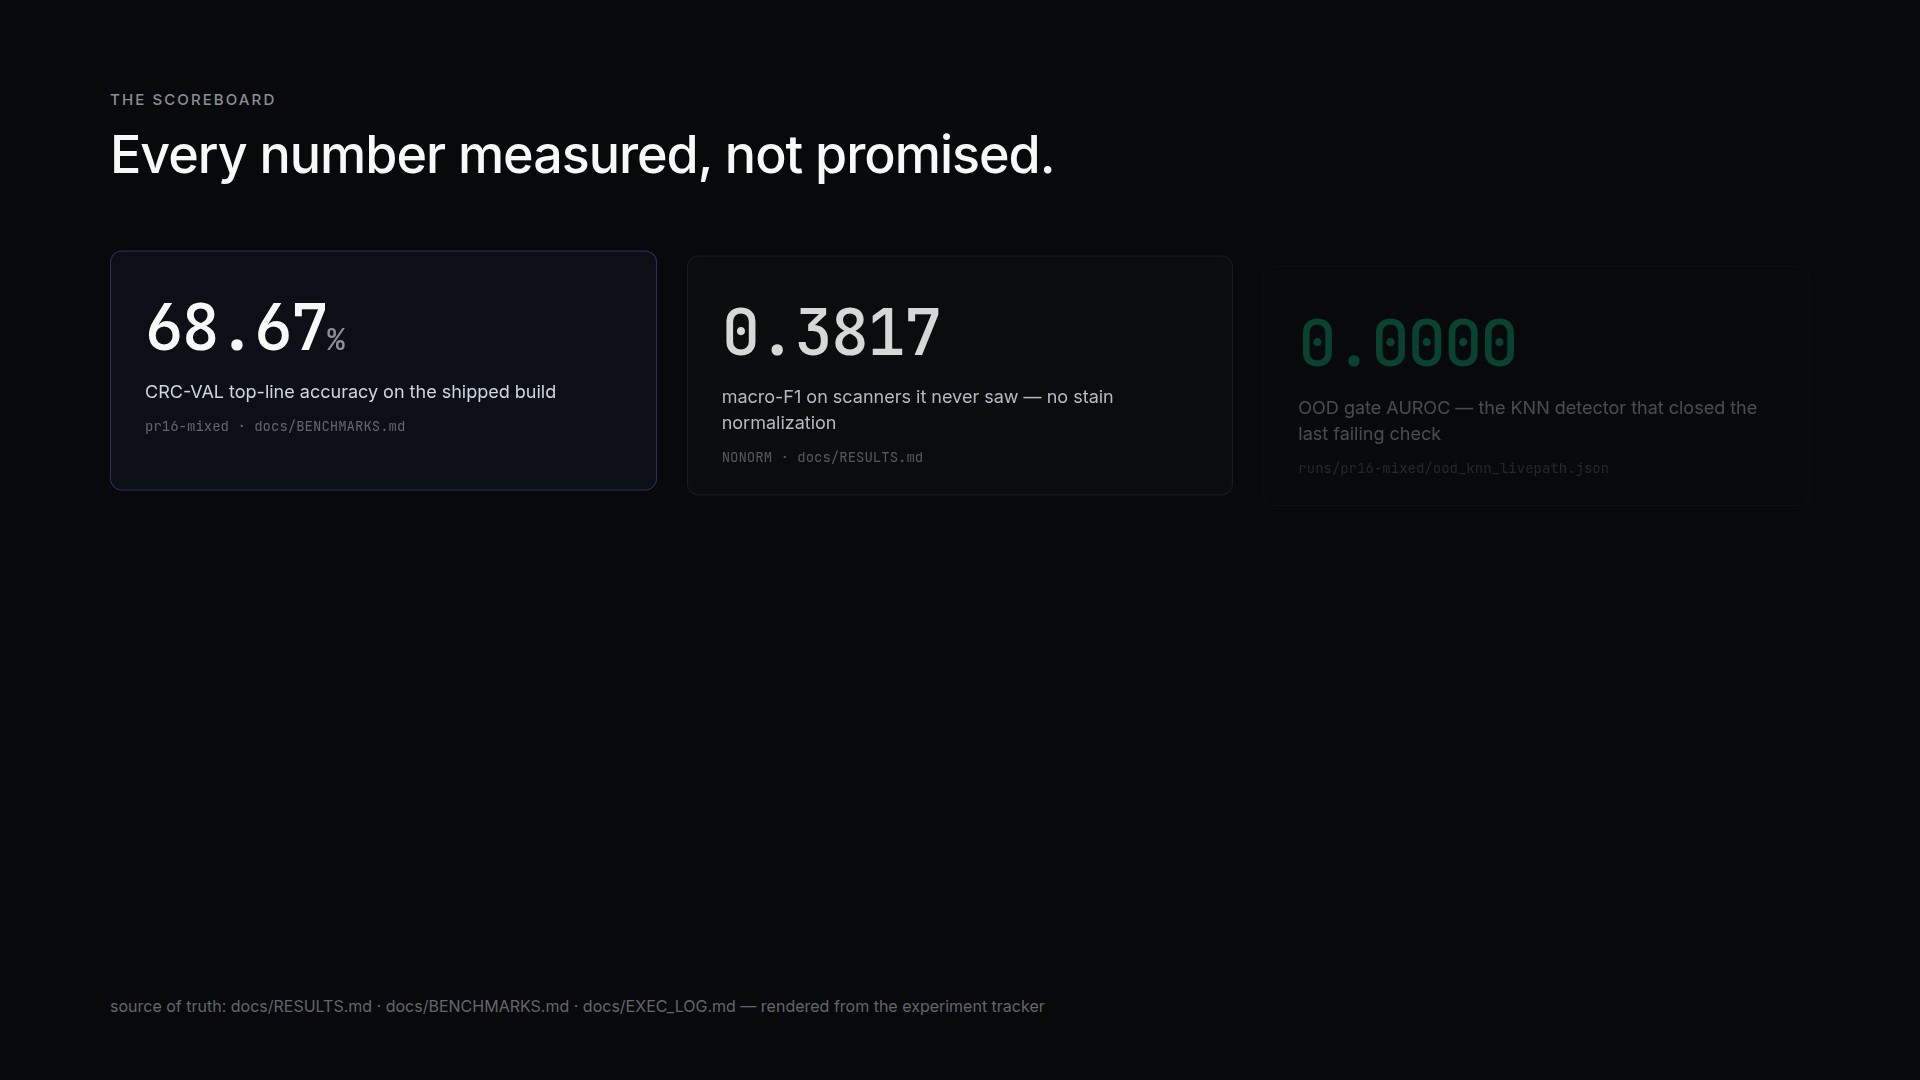 THE SCOREBOARD
Every number measured, not promised.
68.67%
CRC-VAL top-line accuracy on the shipped build
pr16-mixed · docs/BENCHMARKS.md
0.3817
macro-F1 on scanners it never saw — no stain
normalization
NONORM · docs/RESULTS.md
0.0000
OOD gate AUROC — the KNN detector that closed the
last failing check
runs/pr16-mixed/ood_knn_livepath.json
source of truth: docs/RESULTS.md · docs/BENCHMARKS.md · docs/EXEC_LOG.md — rendered from the experiment tracker